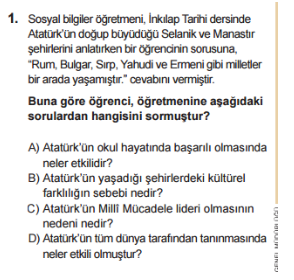 1. Sosyal bilgiler öğretmeni, İnkılap Tarihi dersinde
Atatürk'ün doğup büyüdüğü Selanik ve Manastır
şehirlerini anlatırken bir öğrencinin sorusuna,
"Rum, Bulgar, Sırp, Yahudi ve Ermeni gibi milletler
bir arada yaşamıştır." cevabını vermiştir.
Buna göre öğrenci, öğretmenine aşağıdaki
sorulardan hangisini sormuştur?
A) Atatürk'ün okul hayatında başarılı olmasında
neler etkilidir?
B) Atatürk'ün yaşadığı şehirlerdeki kültürel
farklılığın sebebi nedir?
C) Atatürk'ün Millî Mücadele lideri olmasının
nedeni nedir?
D) Atatürk'ün tüm dünya tarafından tanınmasında
neler etkili olmuştur?
GENEL MÜDÜRLÜĞÜ